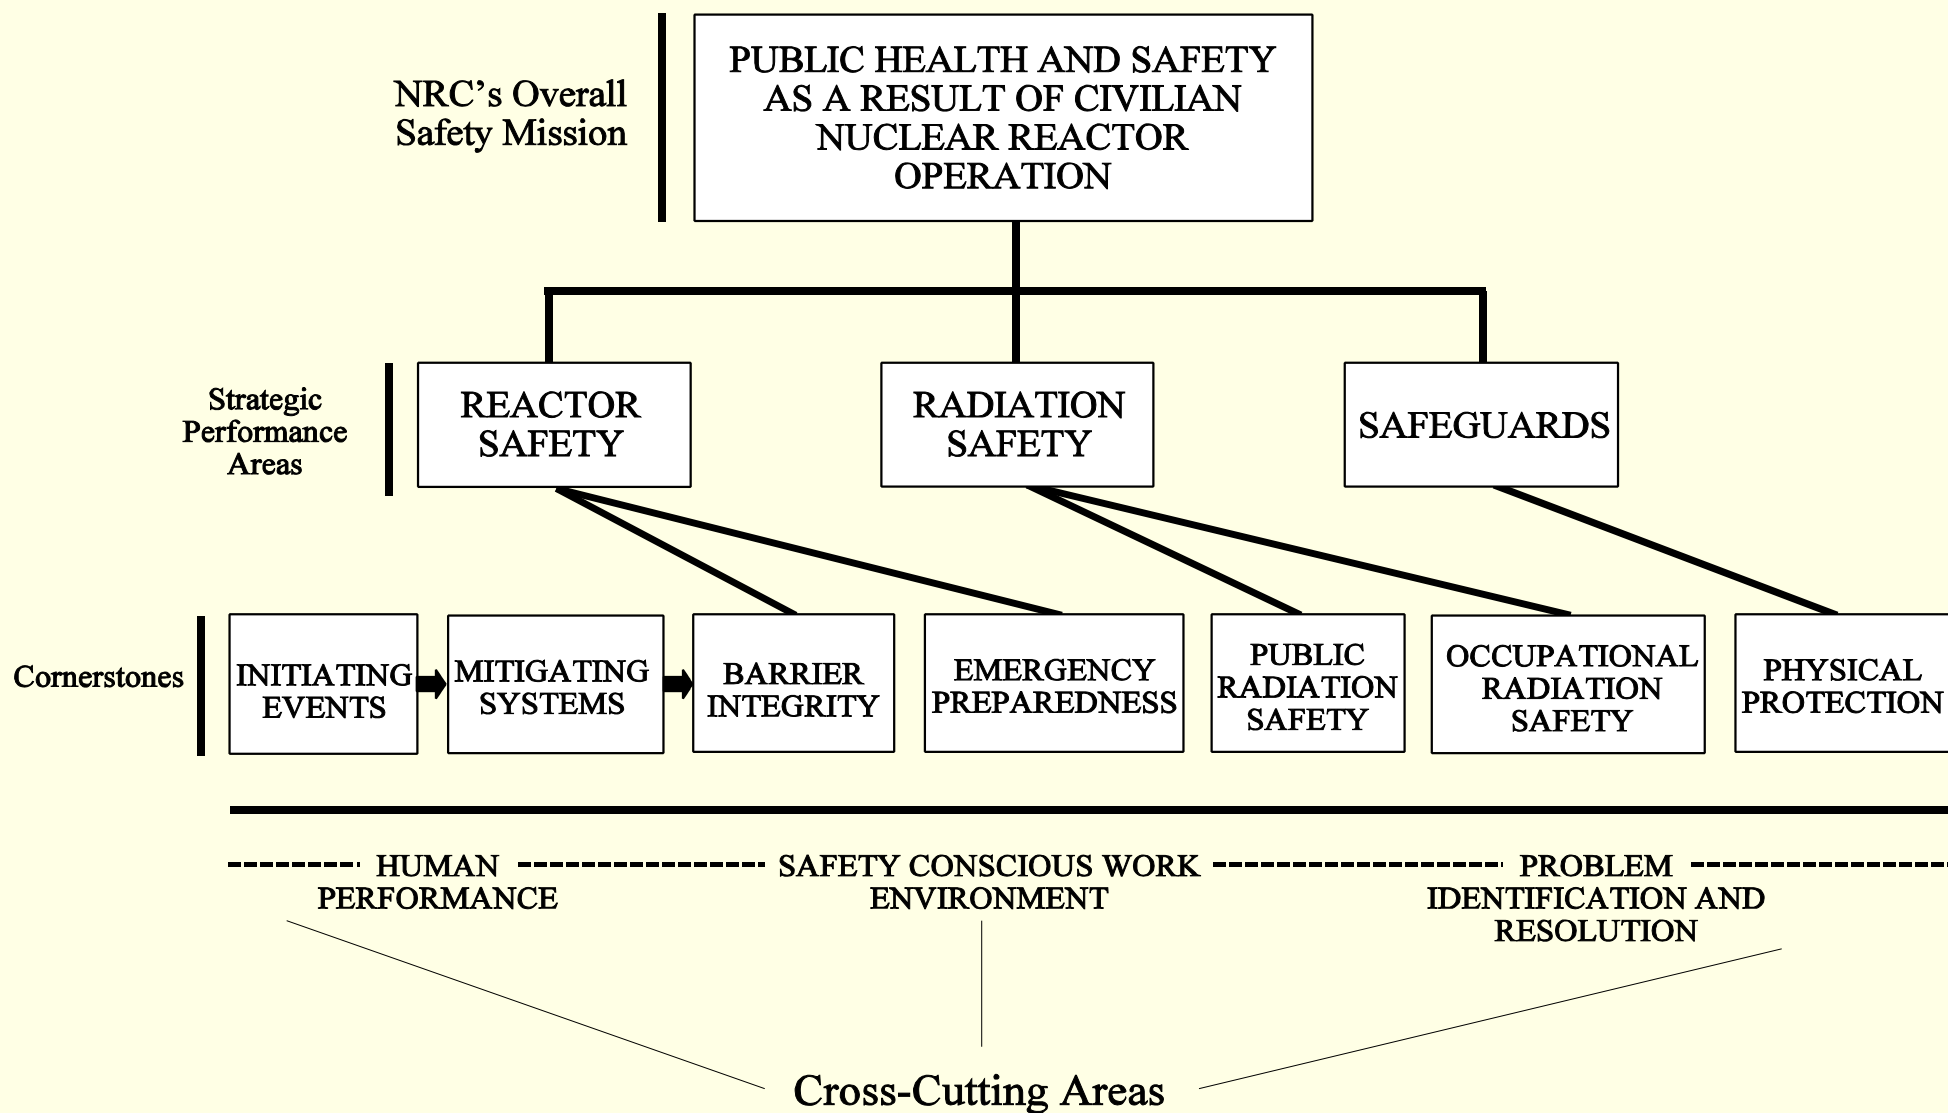 NRC’s Overall
Safety Mission
PUBLIC HEALTH AND SAFETY
AS A RESULT OF CIVILIAN
NUCLEAR REACTOR
OPERATION
Strategic
Performance
Areas
REACTOR
SAFETY
RADIATION
SAFETY
SAFEGUARDS
Cornerstones
INITIATING
EVENTS
MITIGATING
SYSTEMS
BARRIER
INTEGRITY
EMERGENCY
PREPAREDNESS
PUBLIC
RADIATION
SAFETY
OCCUPATIONAL
RADIATION
SAFETY
PHYSICAL
PROTECTION
HUMAN
PERFORMANCE
SAFETY CONSCIOUS WORK
ENVIRONMENT
PROBLEM
IDENTIFICATION AND
RESOLUTION
Cross-Cutting Areas